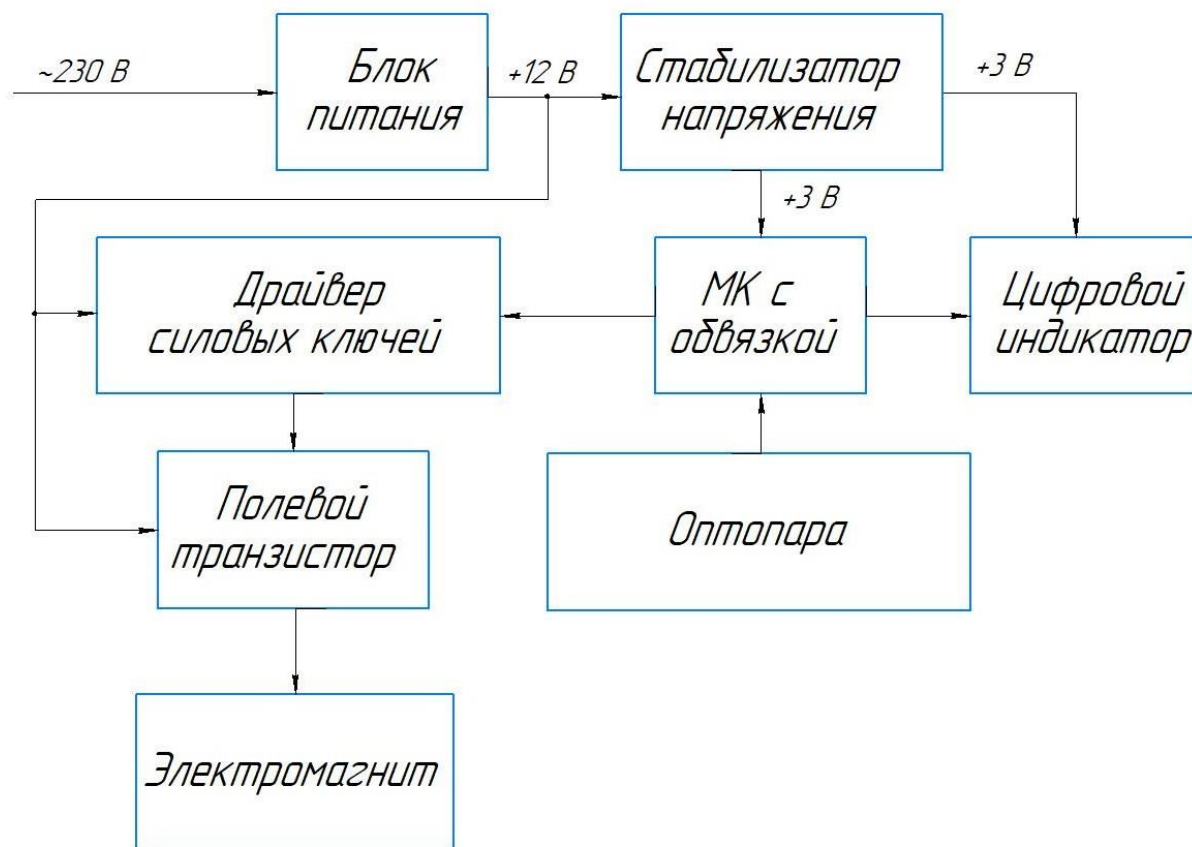 ~230 В
Блок
питания
+12 В
Стабилизатор
напряжения
+3 В
+3 В
Драйвер
силовых ключей
МК с
обвязкой
Цифровой
индикатор
Полевой
транзистор
Оптопара
Электромагнит